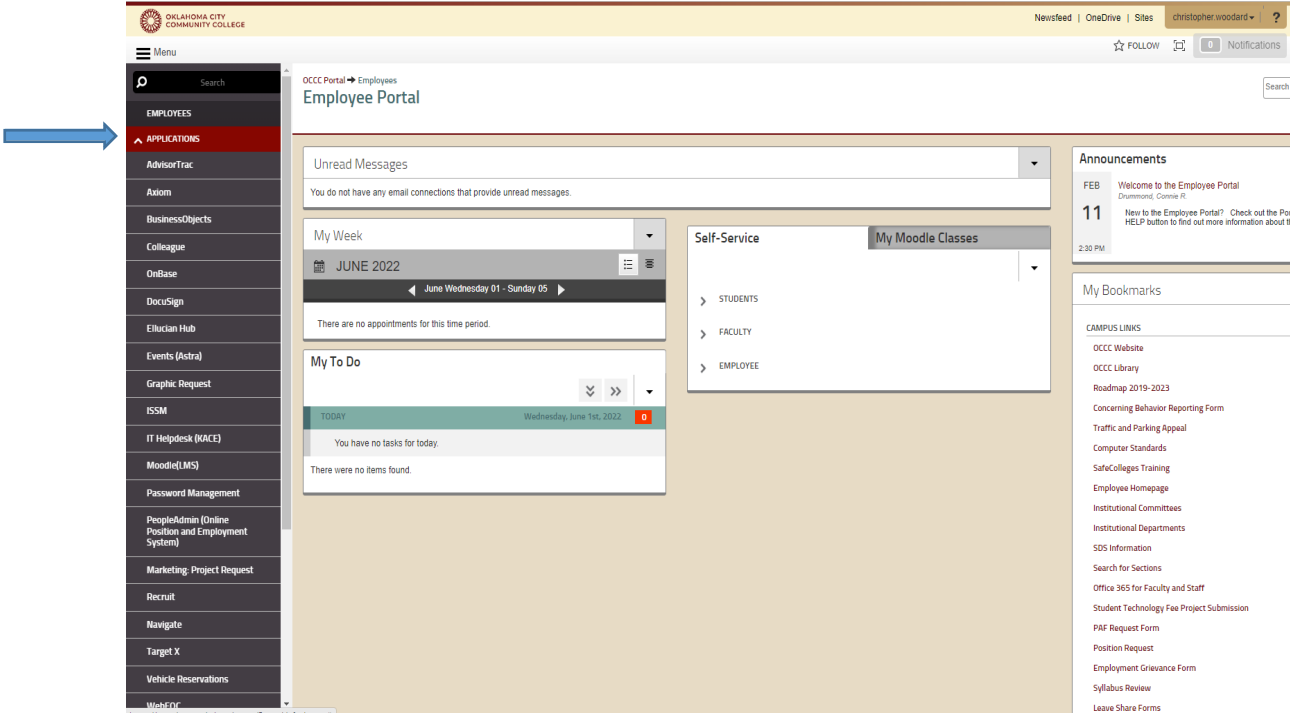 OKLAHOMA CITY
COMMUNITY COLLEGE
Newsfeed | OneDrive | Sites christopher.woodard ?
Menu
FOLLOW 0 Notifications
Search
EMPLOYEES
APPLICATIONS
AdvisorTrac
Axiom
BusinessObjects
Colleague
OnBase
DocuSign
Ellucian Hub
Events (Astra)
Graphic Request
ISSM
IT Helpdesk (KACE)
Moodle(LMS)
Password Management
PeopleAdmin (Online
Position and Employment
System)
Marketing: Project Request
Recruit
Navigate
Target X
Vehicle Reservations
WebEOC
OCCC Portal → Employees
Employee Portal
Search
Unread Messages
You do not have any email connections that provide unread messages.
My Week
JUNE 2022
June Wednesday 01 - Sunday 05
There are no appointments for this time period.
My To Do
TODAY Wednesday, June 1st, 2022 0
You have no tasks for today.
There were no items found.
Self-Service My Moodle Classes
STUDENTS
FACULTY
EMPLOYEE
Announcements
FEB
11
2:30 PM
Welcome to the Employee Portal
Drummond, Connie R.
New to the Employee Portal? Check out the
HELP button to find out more information about
My Bookmarks
CAMPUS LINKS
OCCC Website
OCCC Library
Roadmap 2019-2023
Concerning Behavior Reporting Form
Traffic and Parking Appeal
Computer Standards
SafeColleges Training
Employee Homepage
Institutional Committees
Institutional Departments
SDS Information
Search for Sections
Office 365 for Faculty and Staff
Student Technology Fee Project Submission
PAF Request Form
Position Request
Employment Grievance Form
Syllabus Review
Leave Share Forms